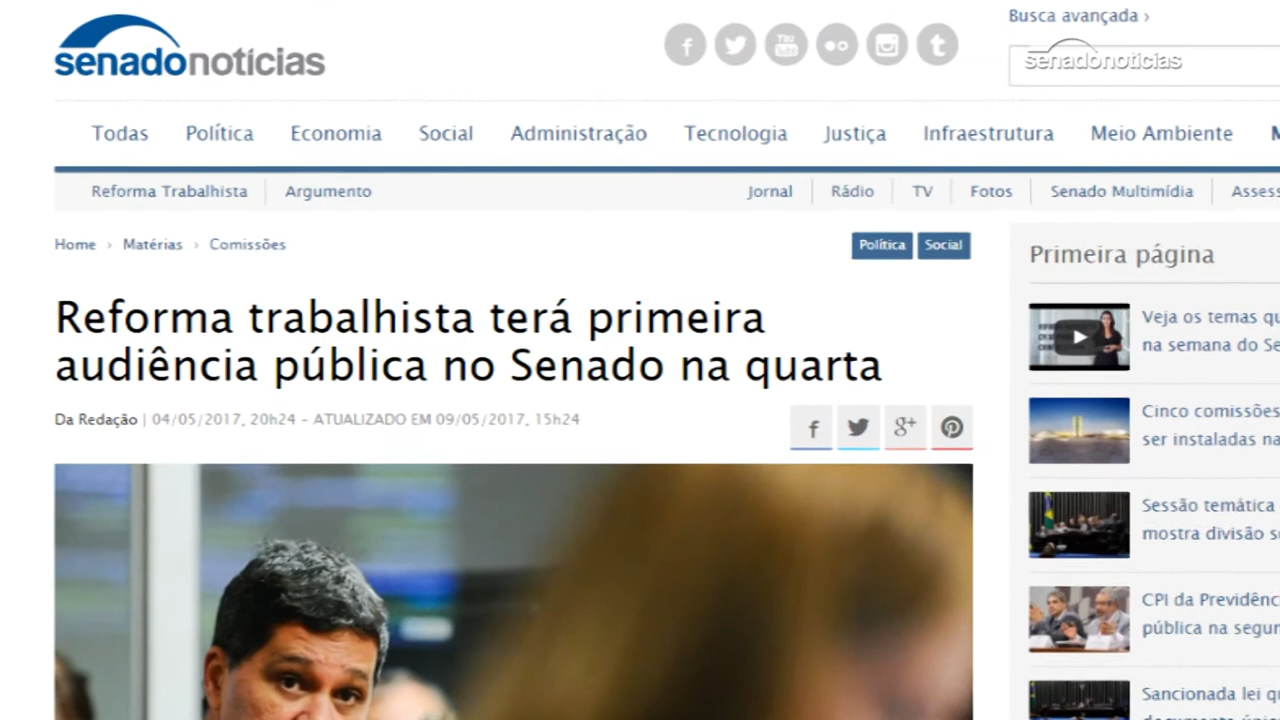 senadonotícias
Busca avançada ›
senadonotícias
Todas Política Economia Social Administração Tecnologia Justiça Infraestrutura Meio Ambiente
Reforma Trabalhista Argumento Jornal Rádio TV Fotos Senado Multimídia
Home › Matérias › Comissões
Política Social
Reforma trabalhista terá primeira
audiência pública no Senado na quarta
Da Redação | 04/05/2017, 20h24 - ATUALIZADO EM 09/05/2017, 15h24
Primeira página
Veja os temas
na semana do
Cinco comissões
ser instaladas na
Sessão temática
mostra divisão
CPI da
pública na
Sancionada lei